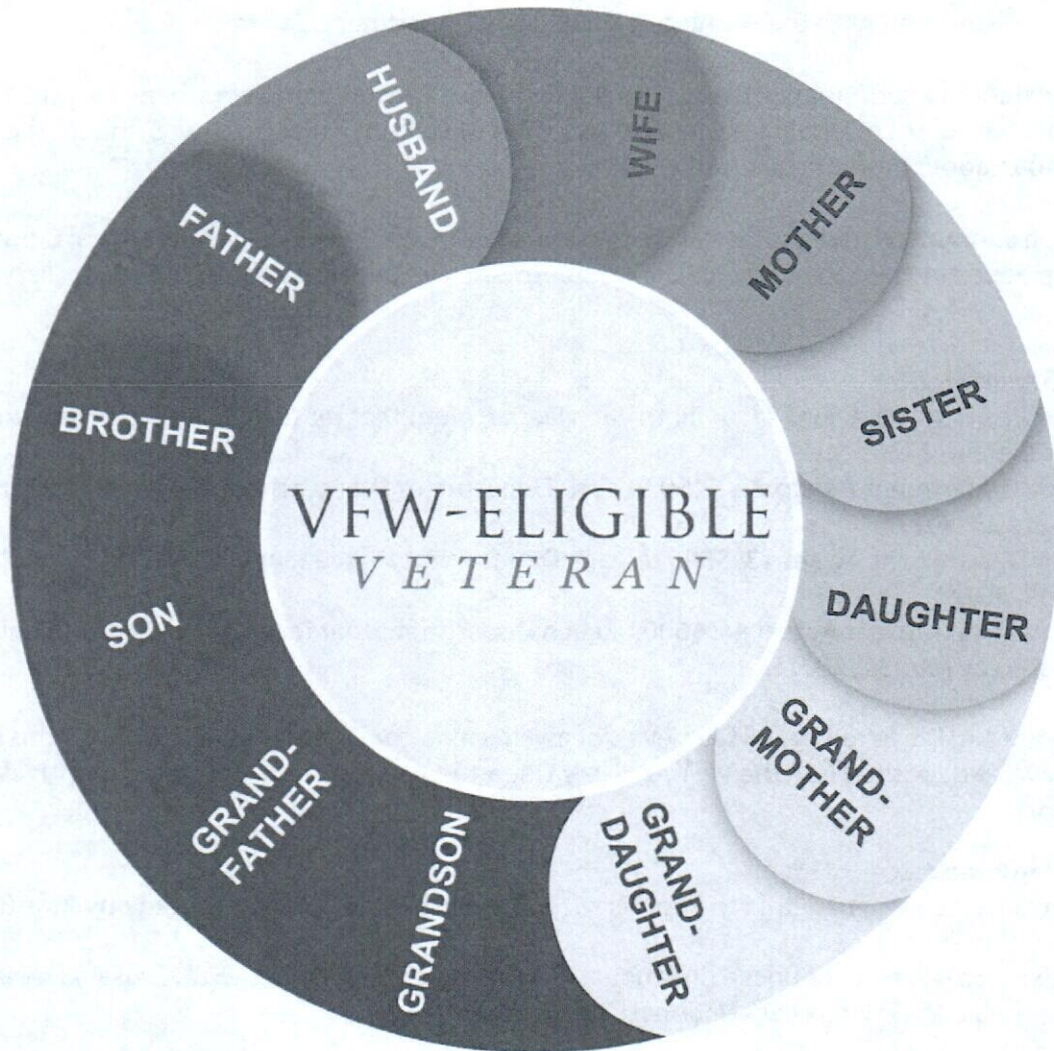 HUSBAND
WIFE
MOTHER
SISTER
DAUGHTER
GRAND-
MOTHER
GRAND-
DAUGHTER
GRANDSON
GRAND-
FATHER
SON
BROTHER
FATHER
VFW-ELIGIBLE
VETERAN